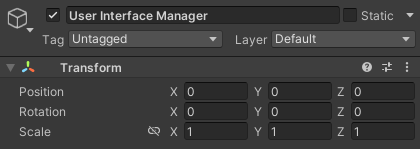 User Interface Manager Static
Tag Untagged Layer Default
Transform
Position X 0 Y 0 Z 0
Rotation X 0 Y 0 Z 0
Scale X 1 Y 1 Z 1